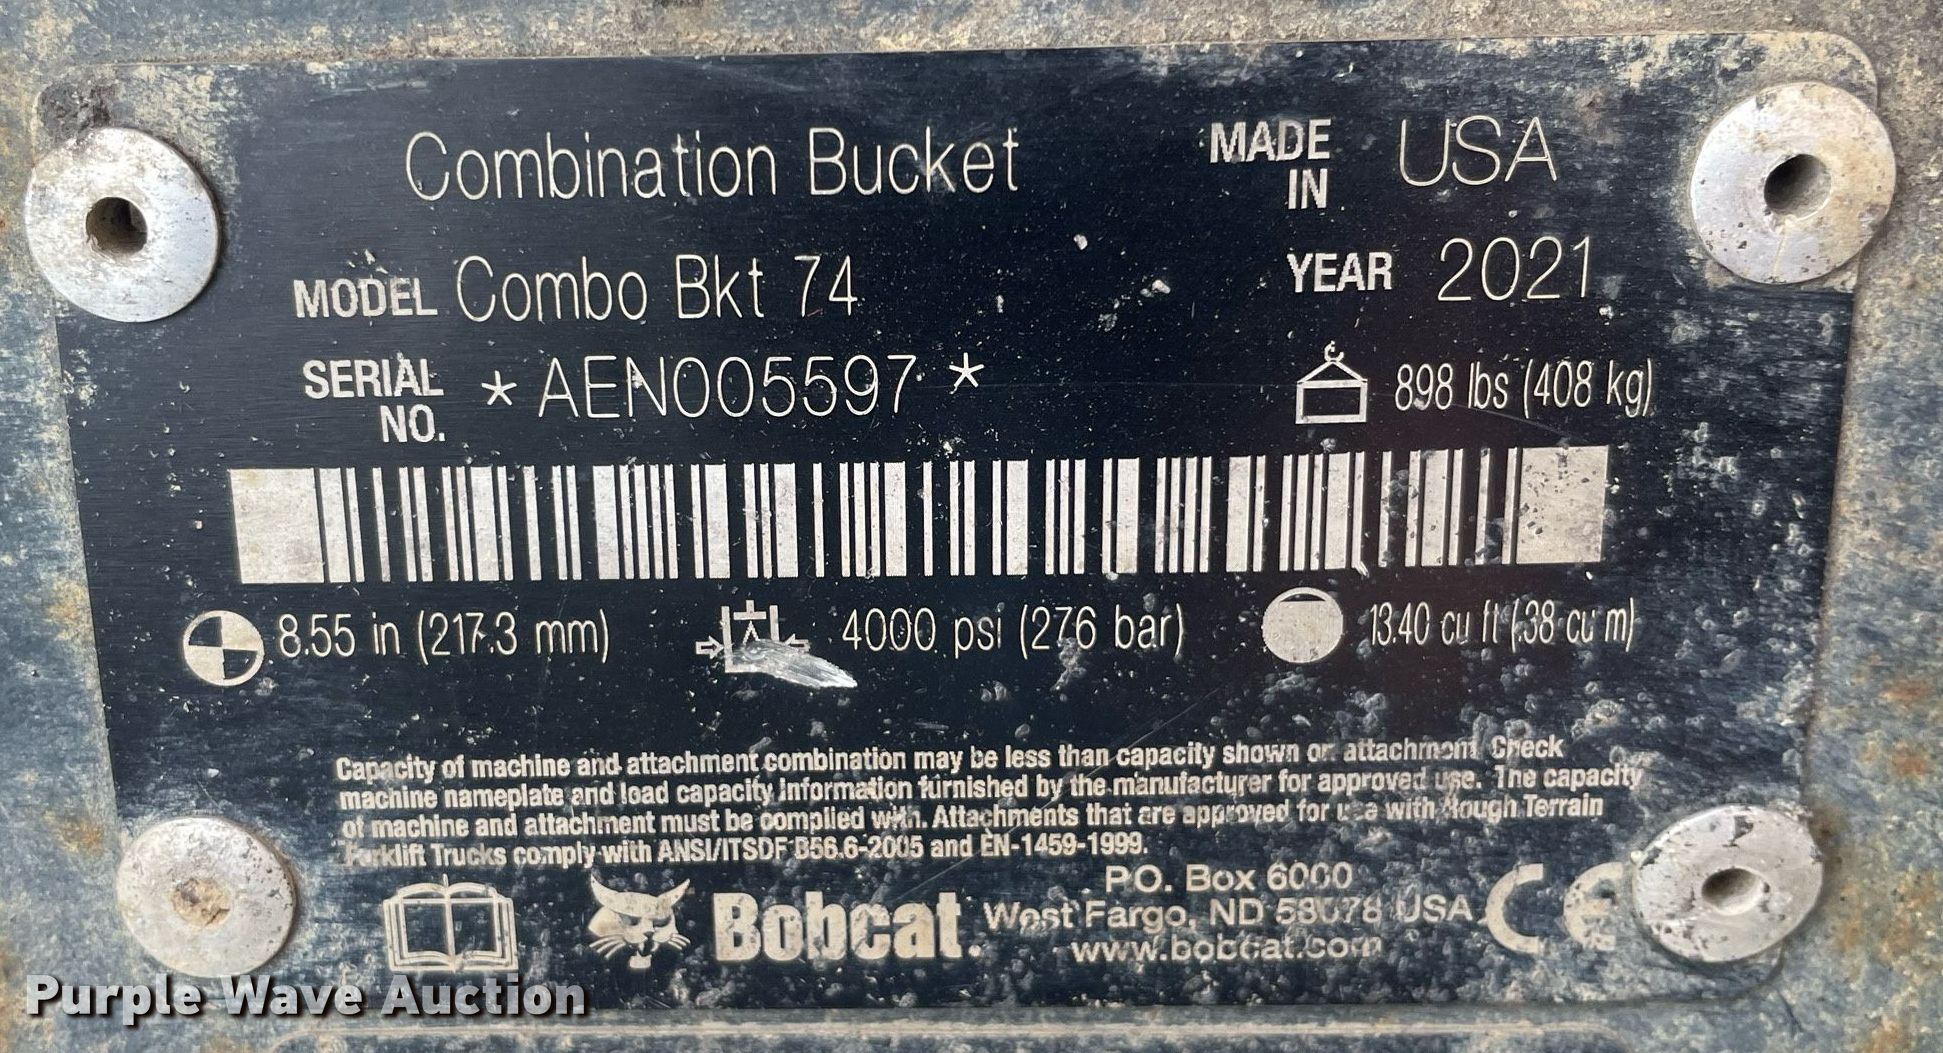 Combination Bucket
MADE IN USA
MODEL Combo Bkt 74
YEAR 2021
SERIAL NO. *AEN005597*
898 lbs (408 kg)
8.55 in (217.3 mm)
4000 psi (276 bar)
13.40 cu ft (.38 cu m)
Capacity of machine and attachment combination may be less than capacity shown on attachment. Check
machine nameplate and load capacity information furnished by the manufacturer for approved use. The capacity
of machine and attachment must be complied with. Attachments that are approved for use with Rough Terrain
Forklift Trucks comply with ANSI/ITSDF B56.6-2005 and EN-1459-1999.
Bobcat.
P.O. Box 6000
West Fargo, ND 58078 USA
www.bobcat.com
CE
Purple Wave Auction